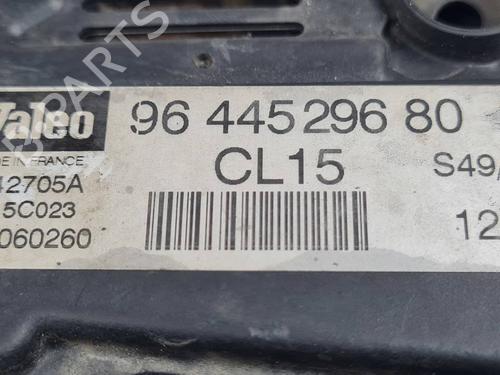 Valeo 96 445 296 80
DE IN FRANCE CL15 S49/
42705A
5C023
060260 12
B-PARTS